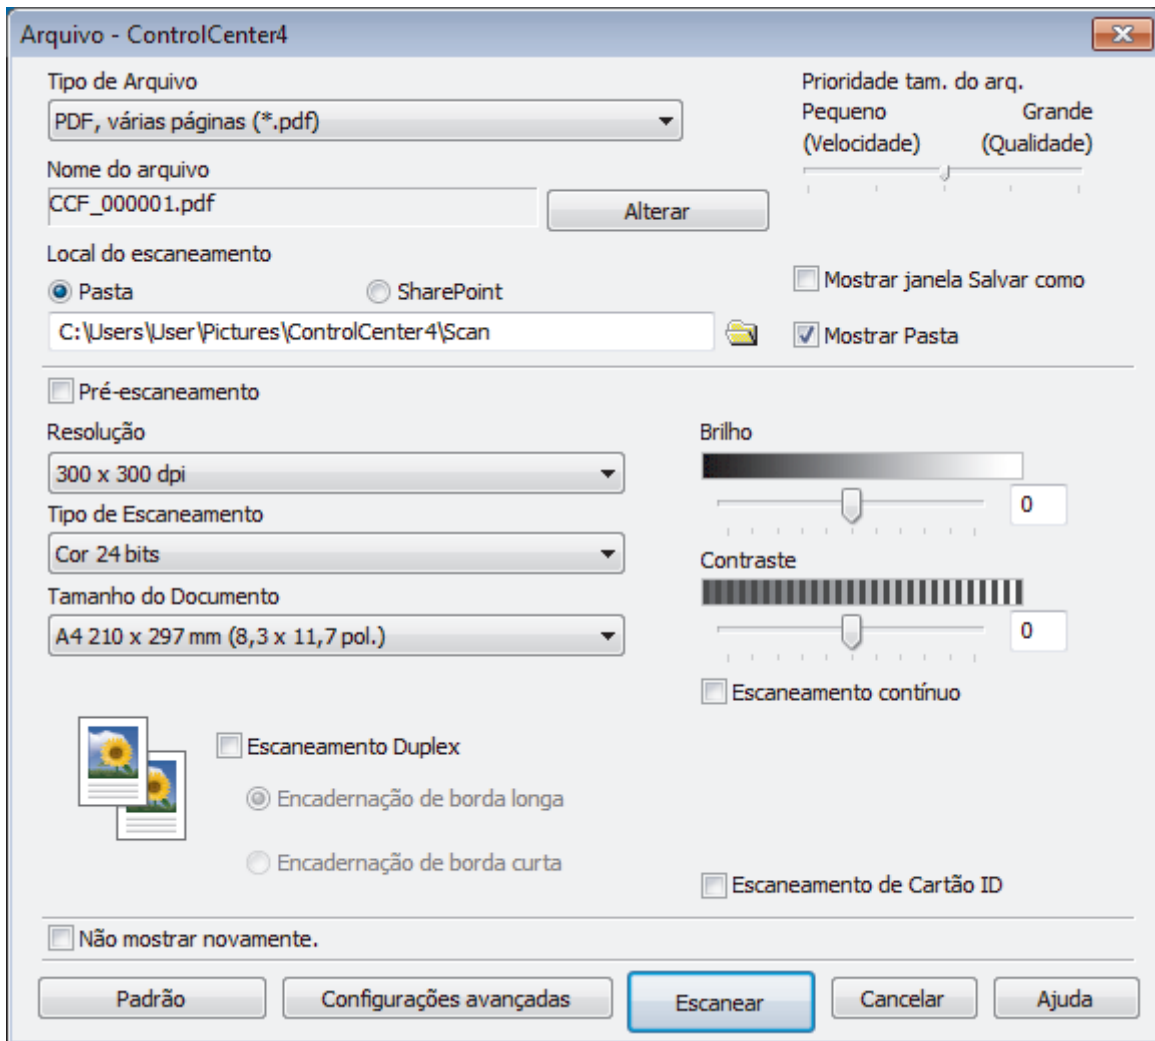 Arquivo - ControlCenter4
Tipo de Arquivo
PDF, várias páginas (*.pdf)
Prioridade tam. do arq.
Pequeno Grande
(Velocidade) (Qualidade)
Nome do arquivo
CCF_000001.pdf
Alterar
Local do escaneamento
Pasta
SharePoint
Mostrar janela Salvar como
C:\Users\User\Pictures\ControlCenter4\Scan
Mostrar Pasta
Pré-escaneamento
Resolução
300 x 300 dpi
Tipo de Escaneamento
Cor 24 bits
Tamanho do Documento
A4 210 x 297 mm (8,3 x 11,7 pol.)
Brilho
0
Contraste
0
Escaneamento contínuo
Escaneamento Duplex
Encadernação de borda longa
Encadernação de borda curta
Escaneamento de Cartão ID
Não mostrar novamente.
Padrão
Configurações avançadas
Escanear
Cancelar
Ajuda